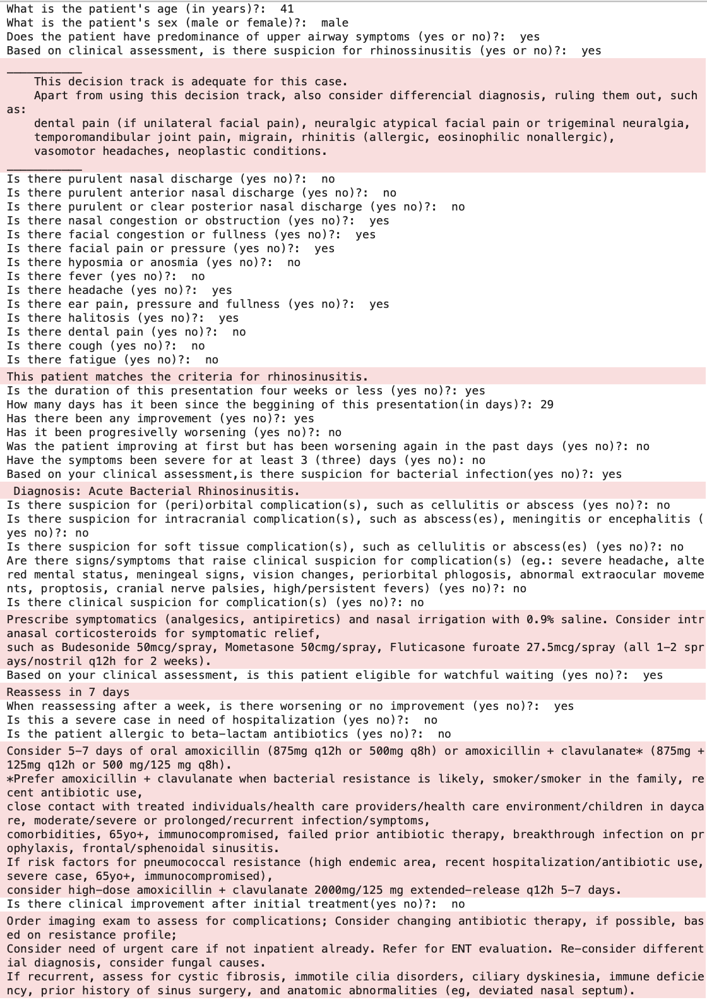 What is the patient's age (in years)?:  41
What is the patient's sex (male or female)?:  male
Does the patient have predominance of upper airway symptoms (yes or no)?:  yes
Based on clinical assessment, is there suspicion for rhinossinusitis (yes or no)?:  yes
___________
    This decision track is adequate for this case.
    Apart from using this decision track, also consider differencial diagnosis, ruling them out, such
as:
    dental pain (if unilateral facial pain), neuralgic atypical facial pain or trigeminal neuralgia,
    temporomandibular joint pain, migrain, rhinitis (allergic, eosinophilic nonallergic),
    vasomotor headaches, neoplastic conditions.
___________
Is there purulent nasal discharge (yes no)?:  no
Is there purulent anterior nasal discharge (yes no)?:  no
Is there purulent or clear posterior nasal discharge (yes no)?:  no
Is there nasal congestion or obstruction (yes no)?:  yes
Is there facial congestion or fullness (yes no)?:  yes
Is there facial pain or pressure (yes no)?:  yes
Is there hyposmia or anosmia (yes no)?:  no
Is there fever (yes no)?:  no
Is there headache (yes no)?:  yes
Is there ear pain, pressure and fullness (yes no)?:  yes
Is there halitosis (yes no)?:  yes
Is there dental pain (yes no)?:  no
Is there cough (yes no)?:  no
Is there fatigue (yes no)?:  no
This patient matches the criteria for rhinosinusitis.
Is the duration of this presentation four weeks or less (yes no)?: yes
How many days has it been since the beggining of this presentation(in days)?: 29
Has there been any improvement (yes no)?: yes
Has it been progresivelly worsening (yes no)?: no
Was the patient improving at first but has been worsening again in the past days (yes no)?: no
Have the symptoms been severe for at least 3 (three) days (yes no): no
Based on your clinical assessment,is there suspicion for bacterial infection(yes no)?: yes
 Diagnosis: Acute Bacterial Rhinosinusitis.
Is there suspicion for (peri)orbital complication(s), such as cellulitis or abscess (yes no)?: no
Is there suspicion for intracranial complication(s), such as abscess(es), meningitis or encephalitis (
yes no)?: no
Is there suspicion for soft tissue complication(s), such as cellulitis or abscess(es) (yes no)?: no
Are there signs/symptoms that raise clinical suspicion for complication(s) (eg.: severe headache, alte
red mental status, meningeal signs, vision changes, periorbital phlogosis, abnormal extraocular moveme
nts, proptosis, cranial nerve palsies, high/persistent fevers) (yes no)?: no
Is there clinical suspicion for complication(s) (yes no)?: no
Prescribe symptomatics (analgesics, antipiretics) and nasal irrigation with 0.9% saline. Consider intr
anasal corticosteroids for symptomatic relief,
such as Budesonide 50mcg/spray, Mometasone 50cmg/spray, Fluticasone furoate 27.5mcg/spray (all 1-2 spr
ays/nostril q12h for 2 weeks).
Based on your clinical assessment, is this patient eligible for watchful waiting (yes no)?:  yes
Reassess in 7 days
When reassessing after a week, is there worsening or no improvement (yes no)?:  yes
Is this a severe case in need of hospitalization (yes no)?:  no
Is the patient allergic to beta-lactam antibiotics (yes no)?:  no
Consider 5-7 days of oral amoxicillin (875mg q12h or 500mg q8h) or amoxicillin + clavulanate* (875mg +
125mg q12h or 500 mg/125 mg q8h).
*Prefer amoxicillin + clavulanate when bacterial resistance is likely, smoker/smoker in the family, re
cent antibiotic use,
close contact with treated individuals/health care providers/health care environment/children in dayca
re, moderate/severe or prolonged/recurrent infection/symptoms,
comorbidities, 65yo+, immunocompromised, failed prior antibiotic therapy, breakthrough infection on pr
ophylaxis, frontal/sphenoidal sinusitis.
If risk factors for pneumococcal resistance (high endemic area, recent hospitalization/antibiotic use,
severe case, 65yo+, immunocompromised),
consider high-dose amoxicillin + clavulanate 2000mg/125 mg extended-release q12h 5-7 days.
Is there clinical improvement after initial treatment(yes no)?:  no
Order imaging exam to assess for complications; Consider changing antibiotic therapy, if possible, bas
ed on resistance profile;
Consider need of urgent care if not inpatient already. Refer for ENT evaluation. Re-consider different
ial diagnosis, consider fungal causes.
If recurrent, assess for cystic fibrosis, immotile cilia disorders, ciliary dyskinesia, immune deficie
ncy, prior history of sinus surgery, and anatomic abnormalities (eg, deviated nasal septum).